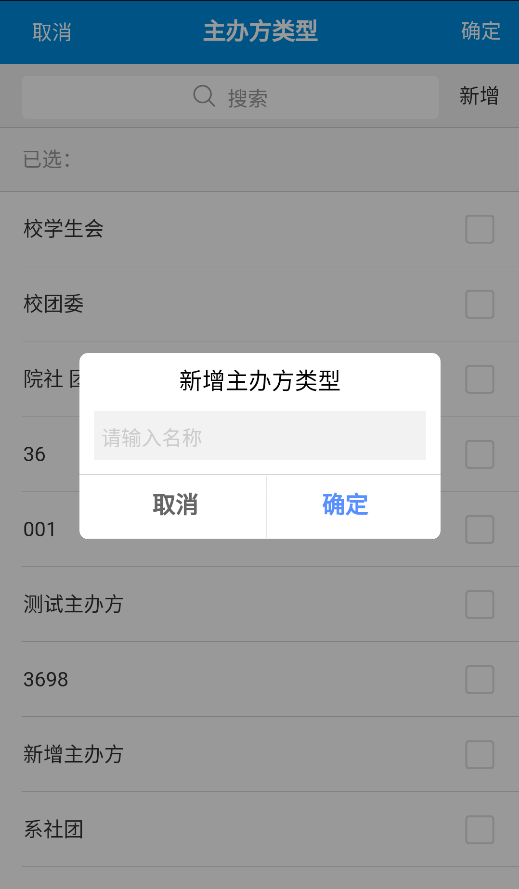 取消 主办方类型 确定
搜索 新增
已选：
校学生会
校团委
院社
新增主办方类型
请输入名称
36
取消 确定
001
测试主办方
3698
新增主办方
系社团